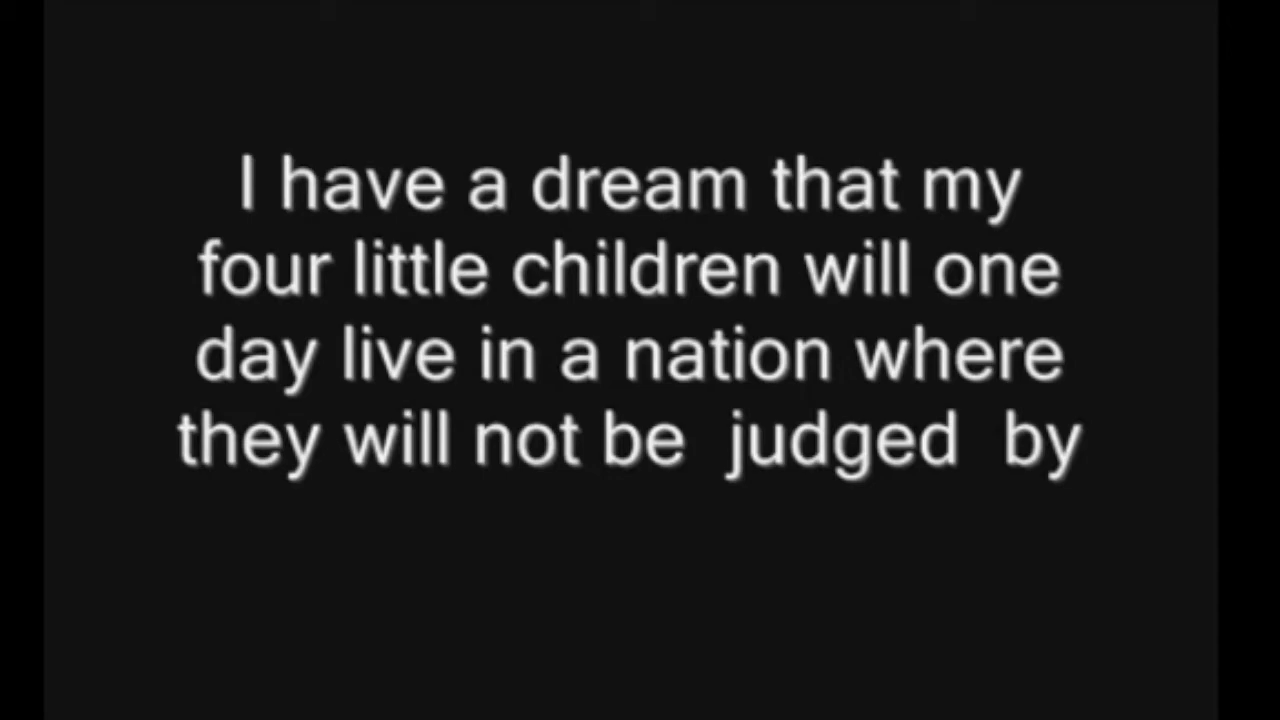 I have a dream that my
four little children will one
day live in a nation where
they will not be  judged  by